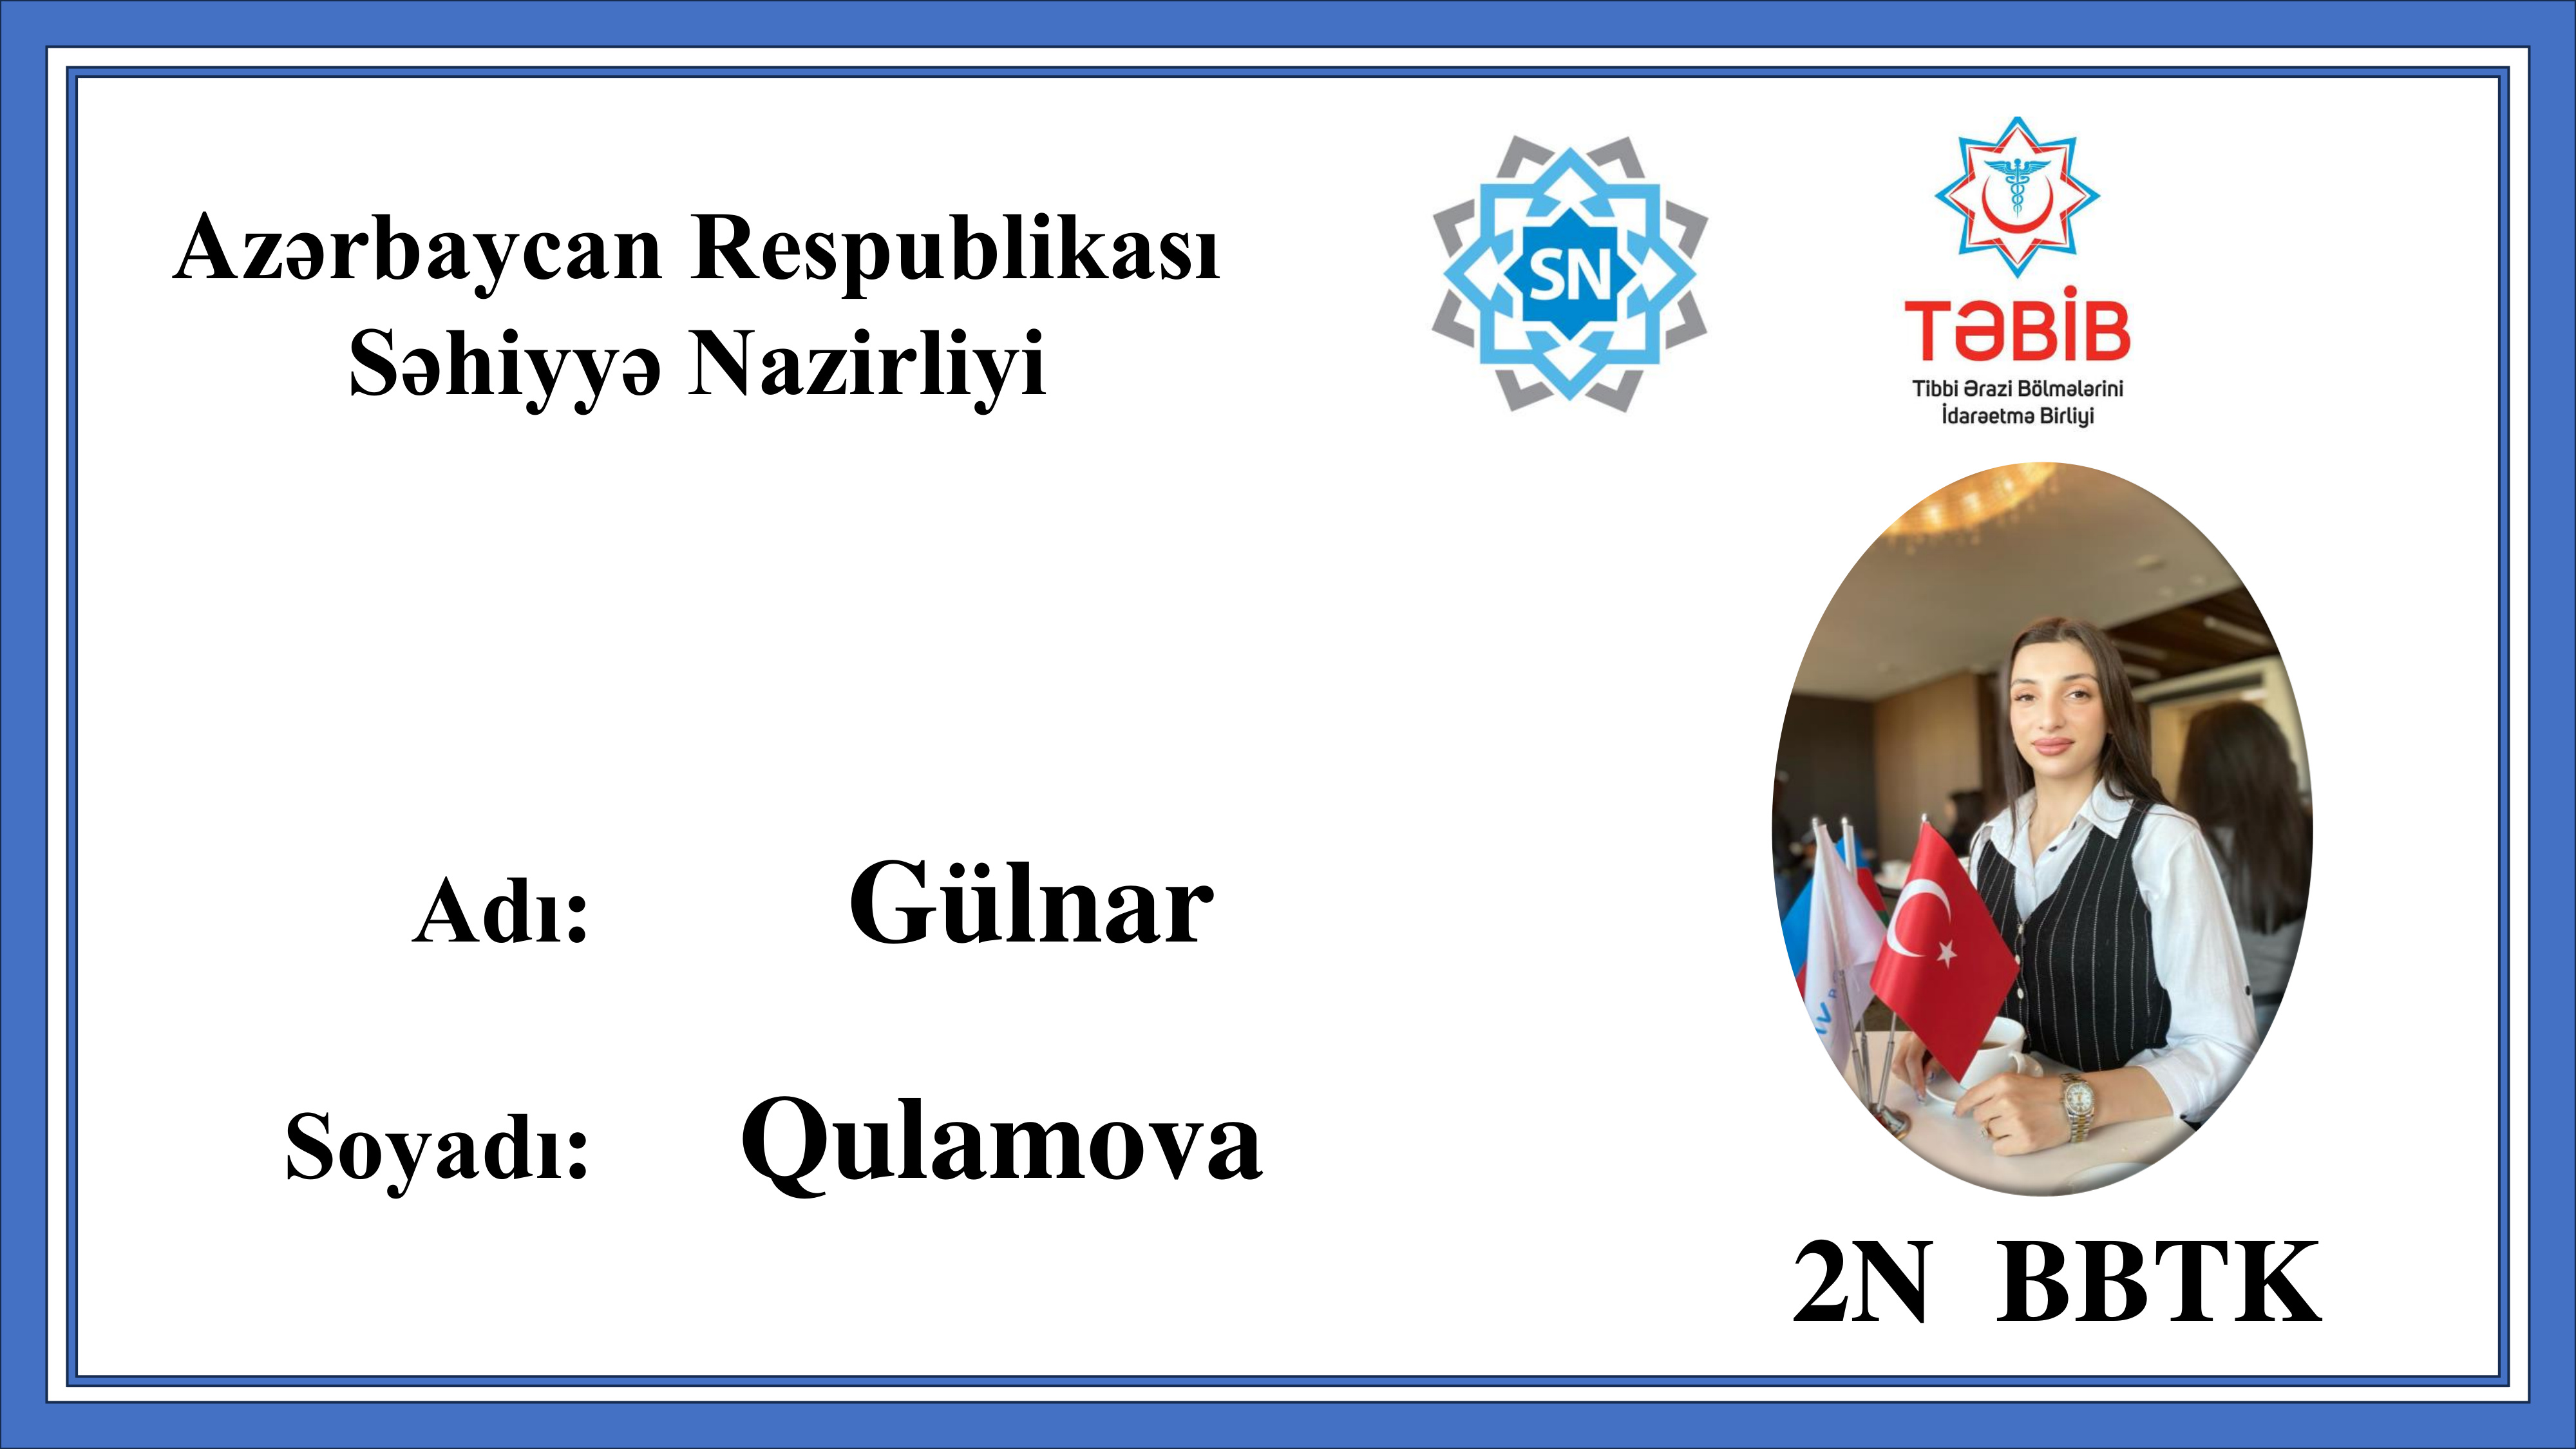 Azərbaycan Respublikası
Səhiyyə Nazirliyi
SN
TƏBİB
Tibbi Ərazi Bölmələrini
İdarəetmə Birliyi
Adı: Gülnar
Soyadı: Qulamova
2N BBTK